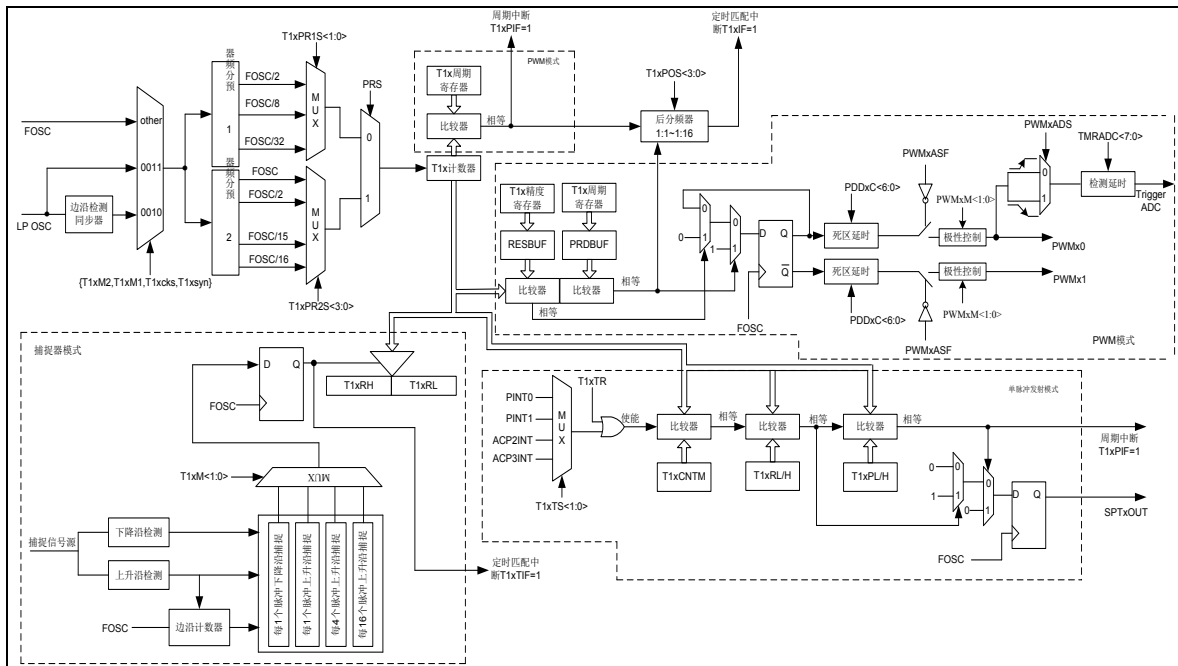 周期中断
T1xPIF=1
定时匹配中
断T1xIF=1
T1xPR1S<1:0>
PWM模式
T1x周期
寄存器
比较器
相等
T1xPOS<3:0>
后分频器
1:1~1:16
PRS
0
1
T1x计数器
器频分预
1
FOSC/2
FOSC/8
FOSC/32
MUX
器频分预
2
FOSC
FOSC/2
FOSC/15
FOSC/16
MUX
T1xPR2S<3:0>
FOSC
other
0011
0010
LP OSC
边沿检测
同步器
{T1xM2,T1xM1,T1xcks,T1xsyn}
T1x精度
寄存器
T1x周期
寄存器
RESBUF
PRDBUF
比较器
比较器
相等
相等
0
0
1
0
1
1
D
Q
Q
FOSC
PDDxC<6:0>
死区延时
死区延时
PDDxC<6:0>
PWMxASF
PWMxASF
PWMxM<1:0>
极性控制
极性控制
PWMxM<1:0>
PWMxADS
0
1
TMRADC<7:0>
检测延时
Trigger
ADC
PWMx0
PWMx1
PWM模式
捕捉器模式
D
Q
FOSC
T1xRH
T1xRL
T1xM<1:0>
MUX
捕捉信号源
下降沿检测
上升沿检测
FOSC
边沿计数器
每1个脉冲下降沿捕捉
每1个脉冲上升沿捕捉
每4个脉冲上升沿捕捉
每16个脉冲上升沿捕捉
定时匹配中
断T1xTIF=1
单脉冲发射模式
PINT0
PINT1
ACP2INT
ACP3INT
MUX
T1xTS<1:0>
T1xTR
使能
比较器
相等
比较器
相等
比较器
相等
T1xCNTM
T1xRL/H
T1xPL/H
周期中断
T1xPIF=1
0
0
1
1
0
0
1
D
Q
FOSC
SPTxOUT